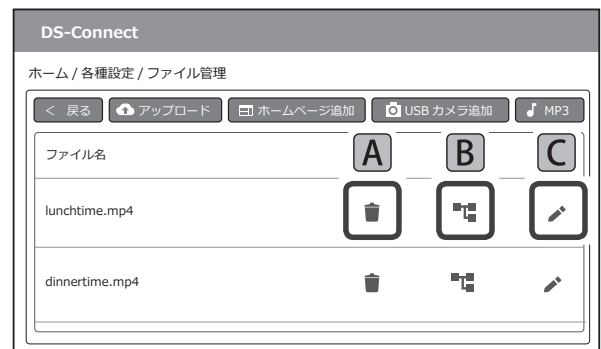 DS-Connect
ホーム / 各種設定 / ファイル管理
< 戻る アップロード ホームページ追加 USB カメラ追加 MP3
ファイル名 A B C
lunchtime.mp4
dinnertime.mp4